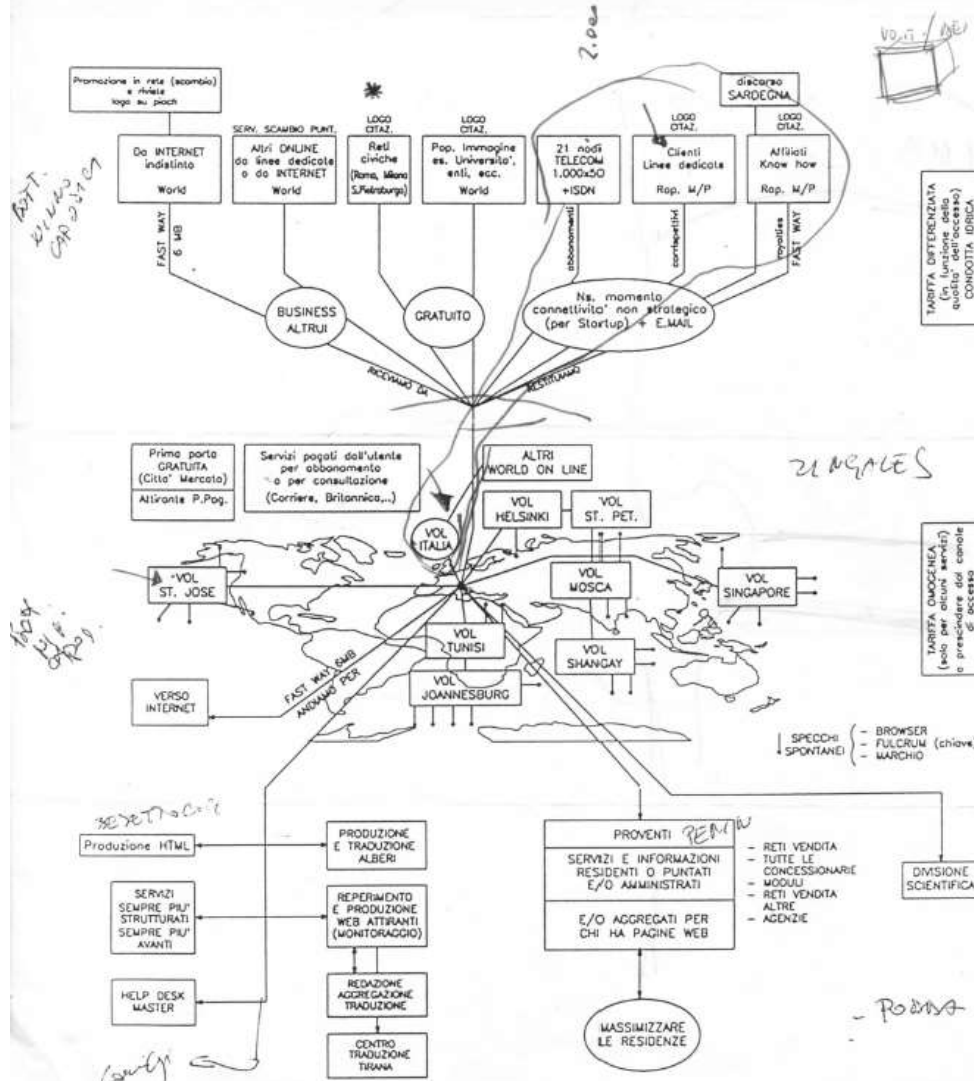 Promozione in rete (scambio)
e riviste
logo su piach
discorso
SARDEGNA
SERV. SCAMBIO PUNT.
LOGO
CITAZ.
LOGO
CITAZ.
LOGO
CITAZ.
LOGO
CITAZ.
Da INTERNET
indistinto
World
Altri ONLINE
da linee dedicate
o da INTERNET
World
Reti
civiche
(Roma, Milano
S.Pietroburgo)
Pop. Immagine
es. Universita',
enti, ecc.
World
21 nodi
TELECOM
1.000x50
+ISDN
Clienti
Linee dedicate
Rap. M/P
Affiliati
Know how
Rap. M/P
FAST WAY
6 MB
abbonamenti
corrispettivi
royalties
FAST WAY
BUSINESS
ALTRUI
GRATUITO
Ns. momento
connettivita' non strategico
(per Startup) + E.MAIL
TARIFFA DIFFERENZIATA
(in funzione della
qualita' dell'accesso)
CONDOTTA IDRICA
RICEVIAMO DA
RESTITUIAMO
Prima porta
GRATUITA
(Citta' Mercato)
Attirante P.Pag.
Servizi pagati dall'utente
per abbonamento
o per consultazione
(Corriere, Britannica,..)
ALTRI
WORLD ON LINE
ZINGALES
VOL
ITALIA
VOL
HELSINKI
VOL
ST. PET.
VOL
ST. JOSE
VOL
MOSCA
VOL
SINGAPORE
VOL
TUNISI
VOL
SHANGAY
VOL
JOANNESBURG
TARIFFA OMOGENEA
(solo per alcuni servizi)
a prescindere dal canale
di accesso
FAST WAY 6MB
ANDIAMO PER
VERSO
INTERNET
SPECCHI
SPONTANEI
- BROWSER
- FULCRUM (chiave)
- MARCHIO
Produzione HTML
PRODUZIONE
E TRADUZIONE
ALBERI
SERVIZI
SEMPRE PIU'
STRUTTURATI
SEMPRE PIU'
AVANTI
REPERIMENTO
E PRODUZIONE
WEB ATTIRANTI
(MONITORAGGIO)
HELP DESK
MASTER
REDAZIONE
AGGREGAZIONE
TRADUZIONE
CENTRO
TRADUZIONE
TIRANA
PROVENTI
SERVIZI E INFORMAZIONI
RESIDENTI O PUNTATI
E/O AMMINISTRATI
E/O AGGREGATI PER
CHI HA PAGINE WEB
- RETI VENDITA
- TUTTE LE
CONCESSIONARIE
- MODULI
- RETI VENDITA
ALTRE
- AGENZIE
DIVISIONE
SCIENTIFICA
MASSIMIZZARE
LE RESIDENZE